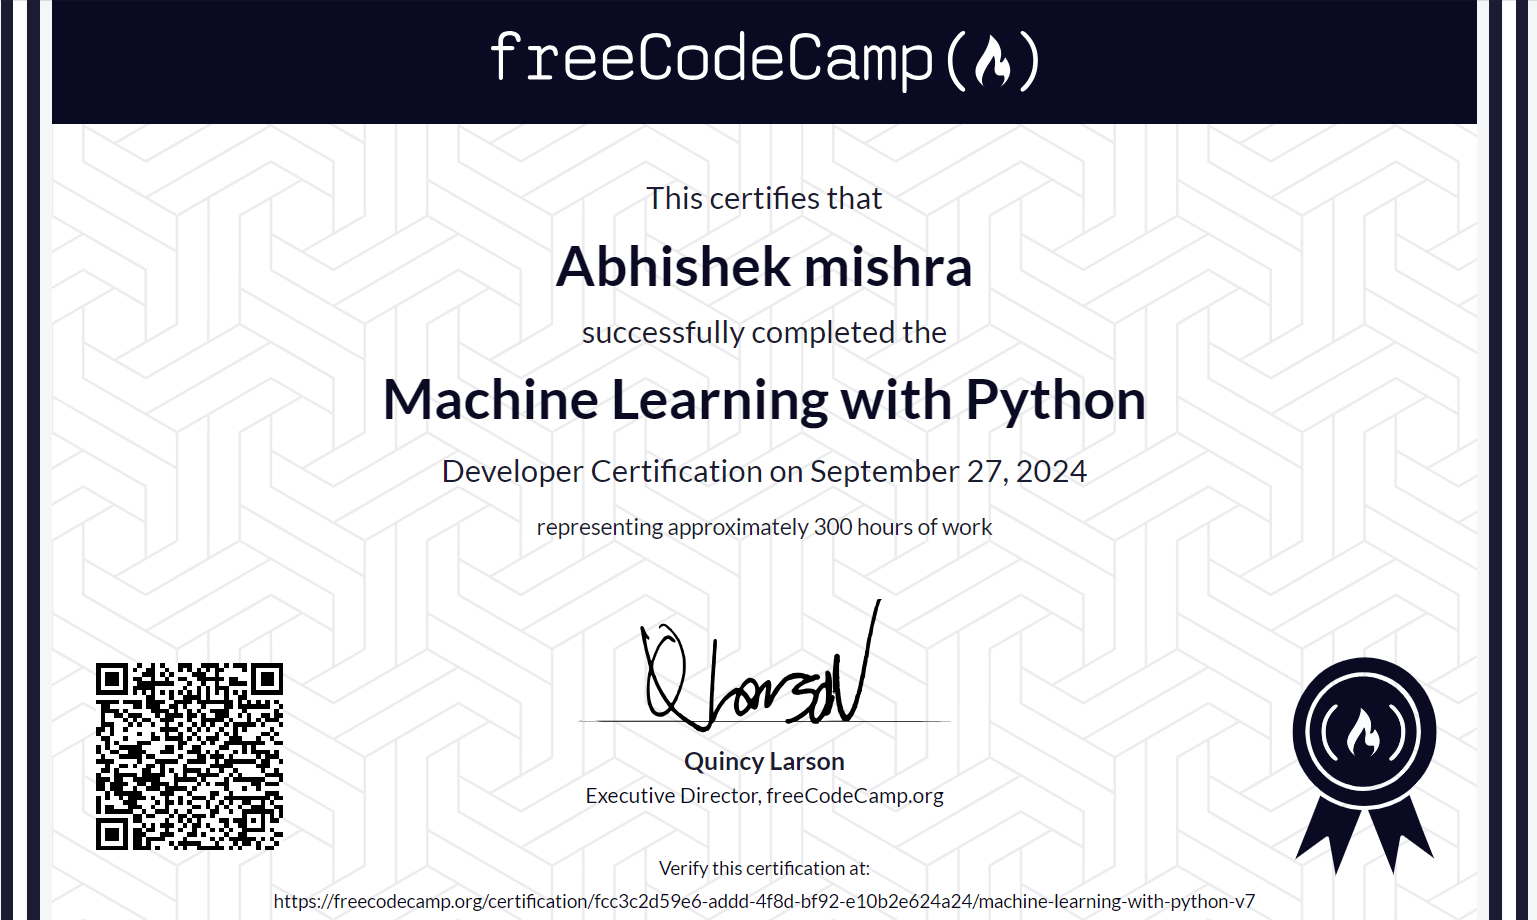 freeCodeCamp
This certifies that
Abhishek mishra
successfully completed the
Machine Learning with Python
Developer Certification on September 27, 2024
representing approximately 300 hours of work
Q Larson
Quincy Larson
Executive Director, freeCodeCamp.org
Verify this certification at:
https://freecodecamp.org/certification/fcc3c2d59e6-addd-4f8d-bf92-e10b2e624a24/machine-learning-with-python-v7